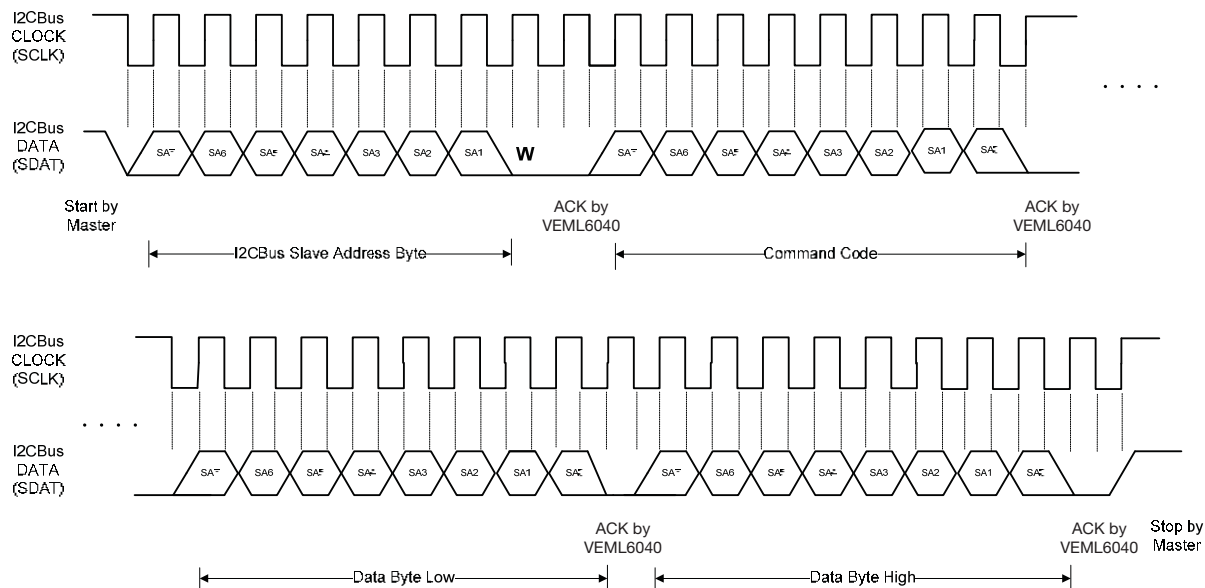 I2CBus
CLOCK
(SCLK)
. . . .
I2CBus
DATA
(SDAT)
SA6 SA3 SA2 SA1 W SA6 SA3 SA2 SA1
Start by
Master
ACK by
VEML6040
ACK by
VEML6040
I2CBus Slave Address Byte
Command Code
I2CBus
CLOCK
(SCLK)
. . . .
I2CBus
DATA
(SDAT)
SA6 SA3 SA2 SA1 SA6 SA3 SA2 SA1
ACK by
VEML6040
ACK by
VEML6040
Stop by
Master
Data Byte Low
Data Byte High